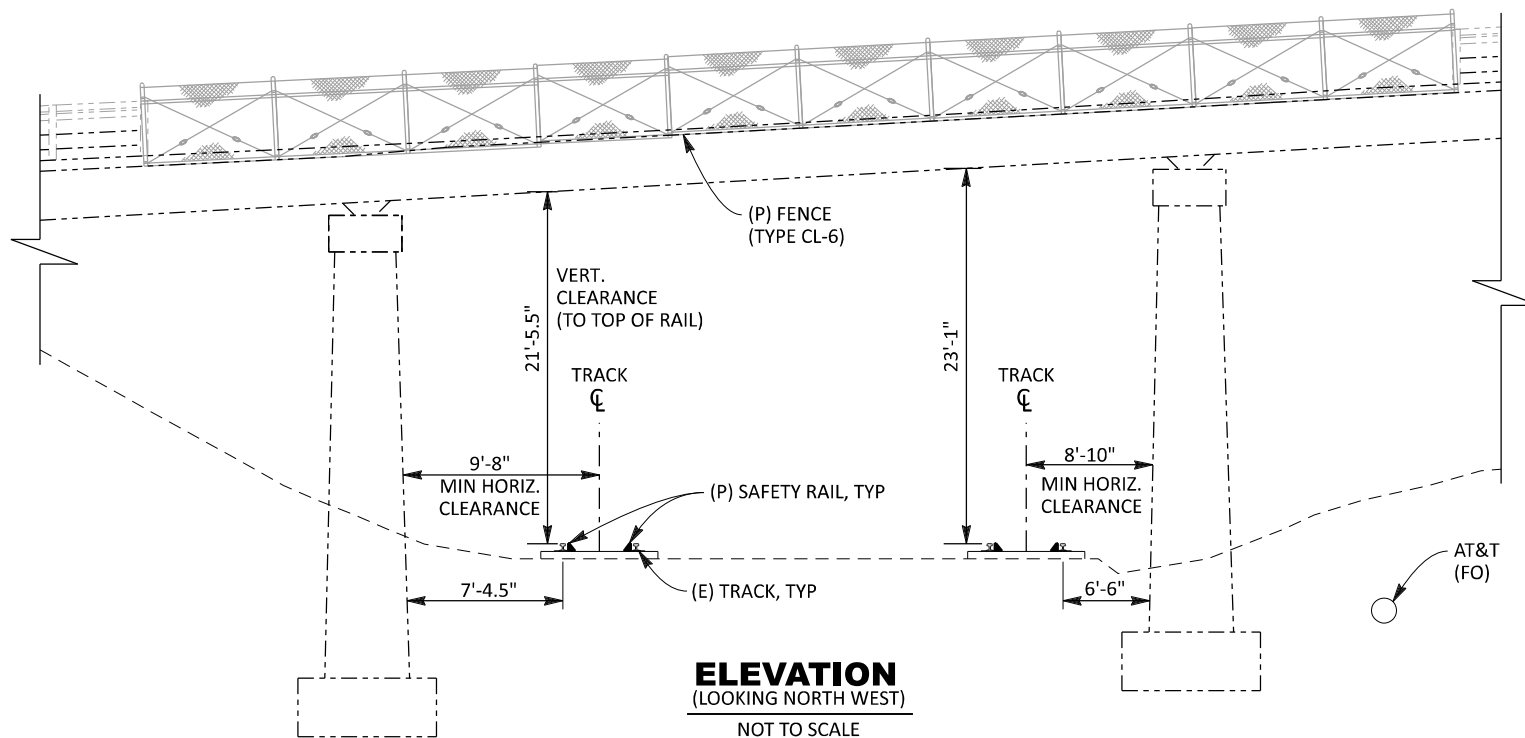 (P) FENCE
(TYPE CL-6)
VERT.
CLEARANCE
(TO TOP OF RAIL)
21'-5.5"
23'-1"
TRACK
℄
TRACK
℄
9'-8"
MIN HORIZ.
CLEARANCE
8'-10"
MIN HORIZ.
CLEARANCE
(P) SAFETY RAIL, TYP
(E) TRACK, TYP
7'-4.5"
6'-6"
AT&T
(FO)
ELEVATION
(LOOKING NORTH WEST)
NOT TO SCALE